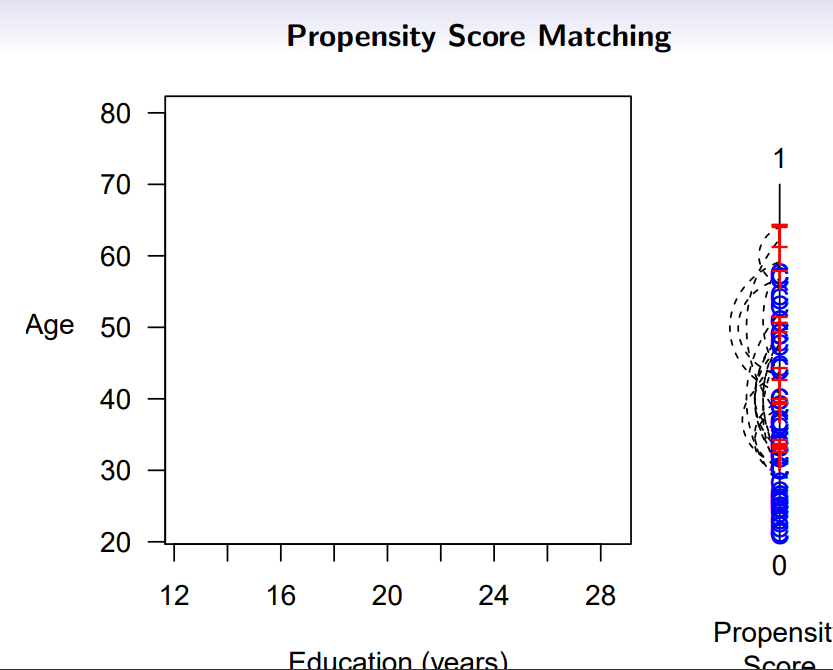 Propensity Score Matching
80
70
60
Age 50
40
30
20
12 16 20 24 28
Education (years)
1
0
Propensit
Score